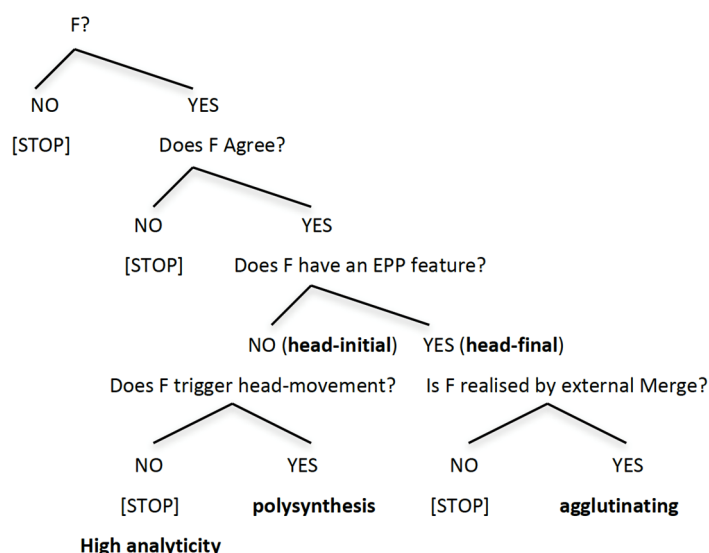 F?
NO YES
[STOP] Does F Agree?
NO YES
[STOP] Does F have an EPP feature?
NO (head-initial) YES (head-final)
Does F trigger head-movement? Is F realised by external Merge?
NO YES NO YES
[STOP] polysynthesis [STOP] agglutinating
High analyticity